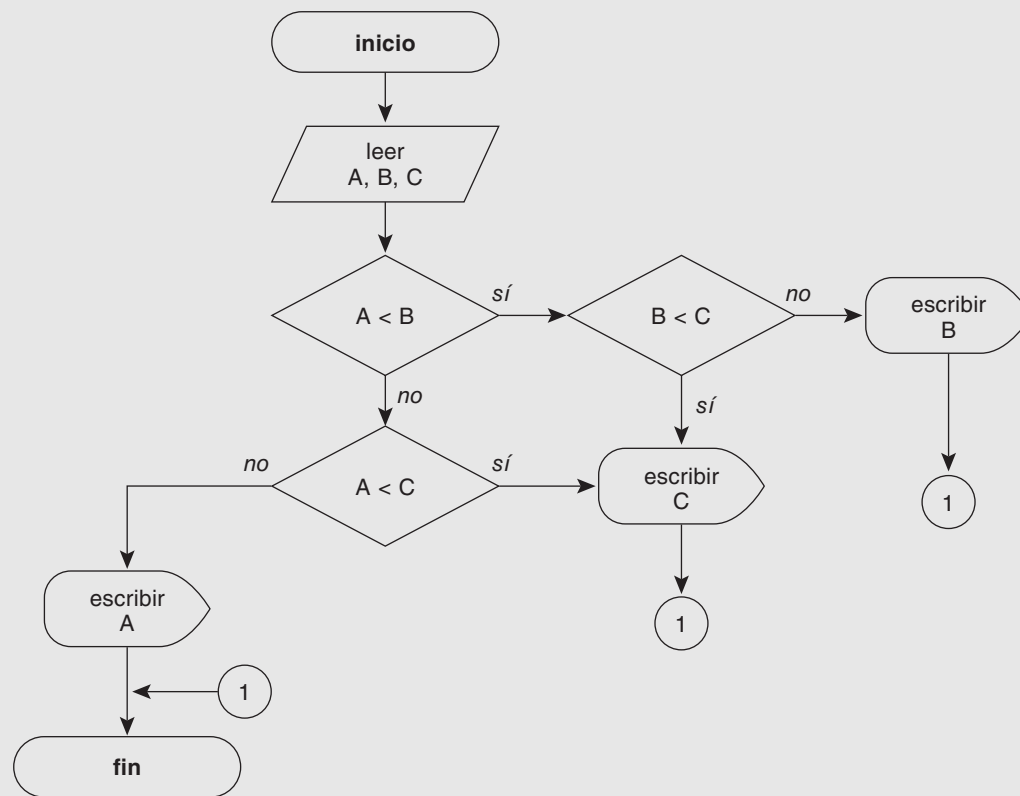 inicio
leer
A, B, C
A < B
sí
B < C
no
escribir
B
no
sí
no
A < C
sí
escribir
C
1
escribir
A
1
1
fin